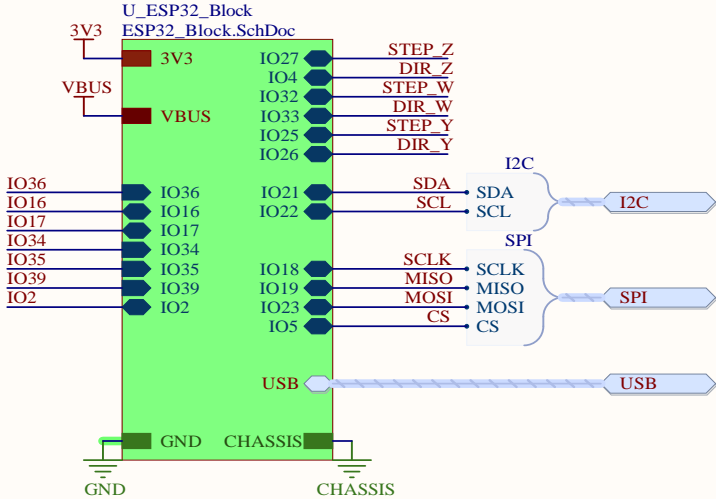 U_ESP32_Block
ESP32_Block.SchDoc
3V3
3V3
VBUS
VBUS
IO27
STEP_Z
IO4
DIR_Z
IO32
STEP_W
IO33
DIR_W
IO25
STEP_Y
IO26
DIR_Y
IO36
IO36
IO16
IO16
IO17
IO17
IO34
IO34
IO35
IO35
IO39
IO39
IO2
IO2
I2C
IO21
SDA
SDA
I2C
IO22
SCL
SCL
SPI
IO18
SCLK
SCLK
IO19
MISO
MISO
SPI
IO23
MOSI
MOSI
IO5
CS
CS
USB
USB
GND
CHASSIS
GND
CHASSIS